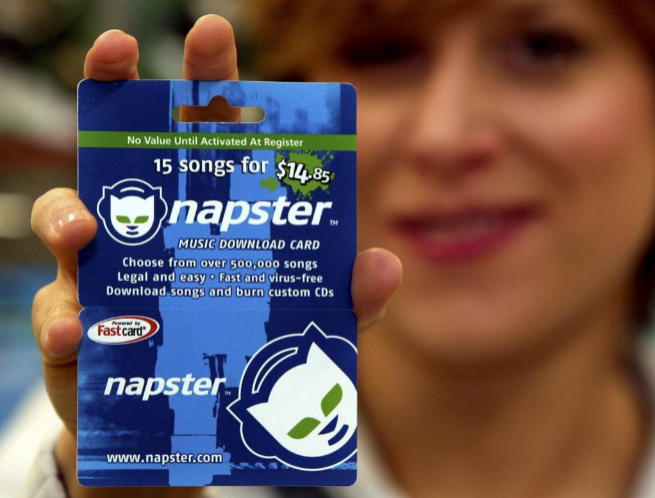 No Value Until Activated At Register
15 songs for $14.85
napster™
MUSIC DOWNLOAD CARD
Choose from over 500,000 songs
Legal and easy • Fast and virus-free
Download songs and burn custom CDs
Powered by
Fastcard®
napster™
www.napster.com